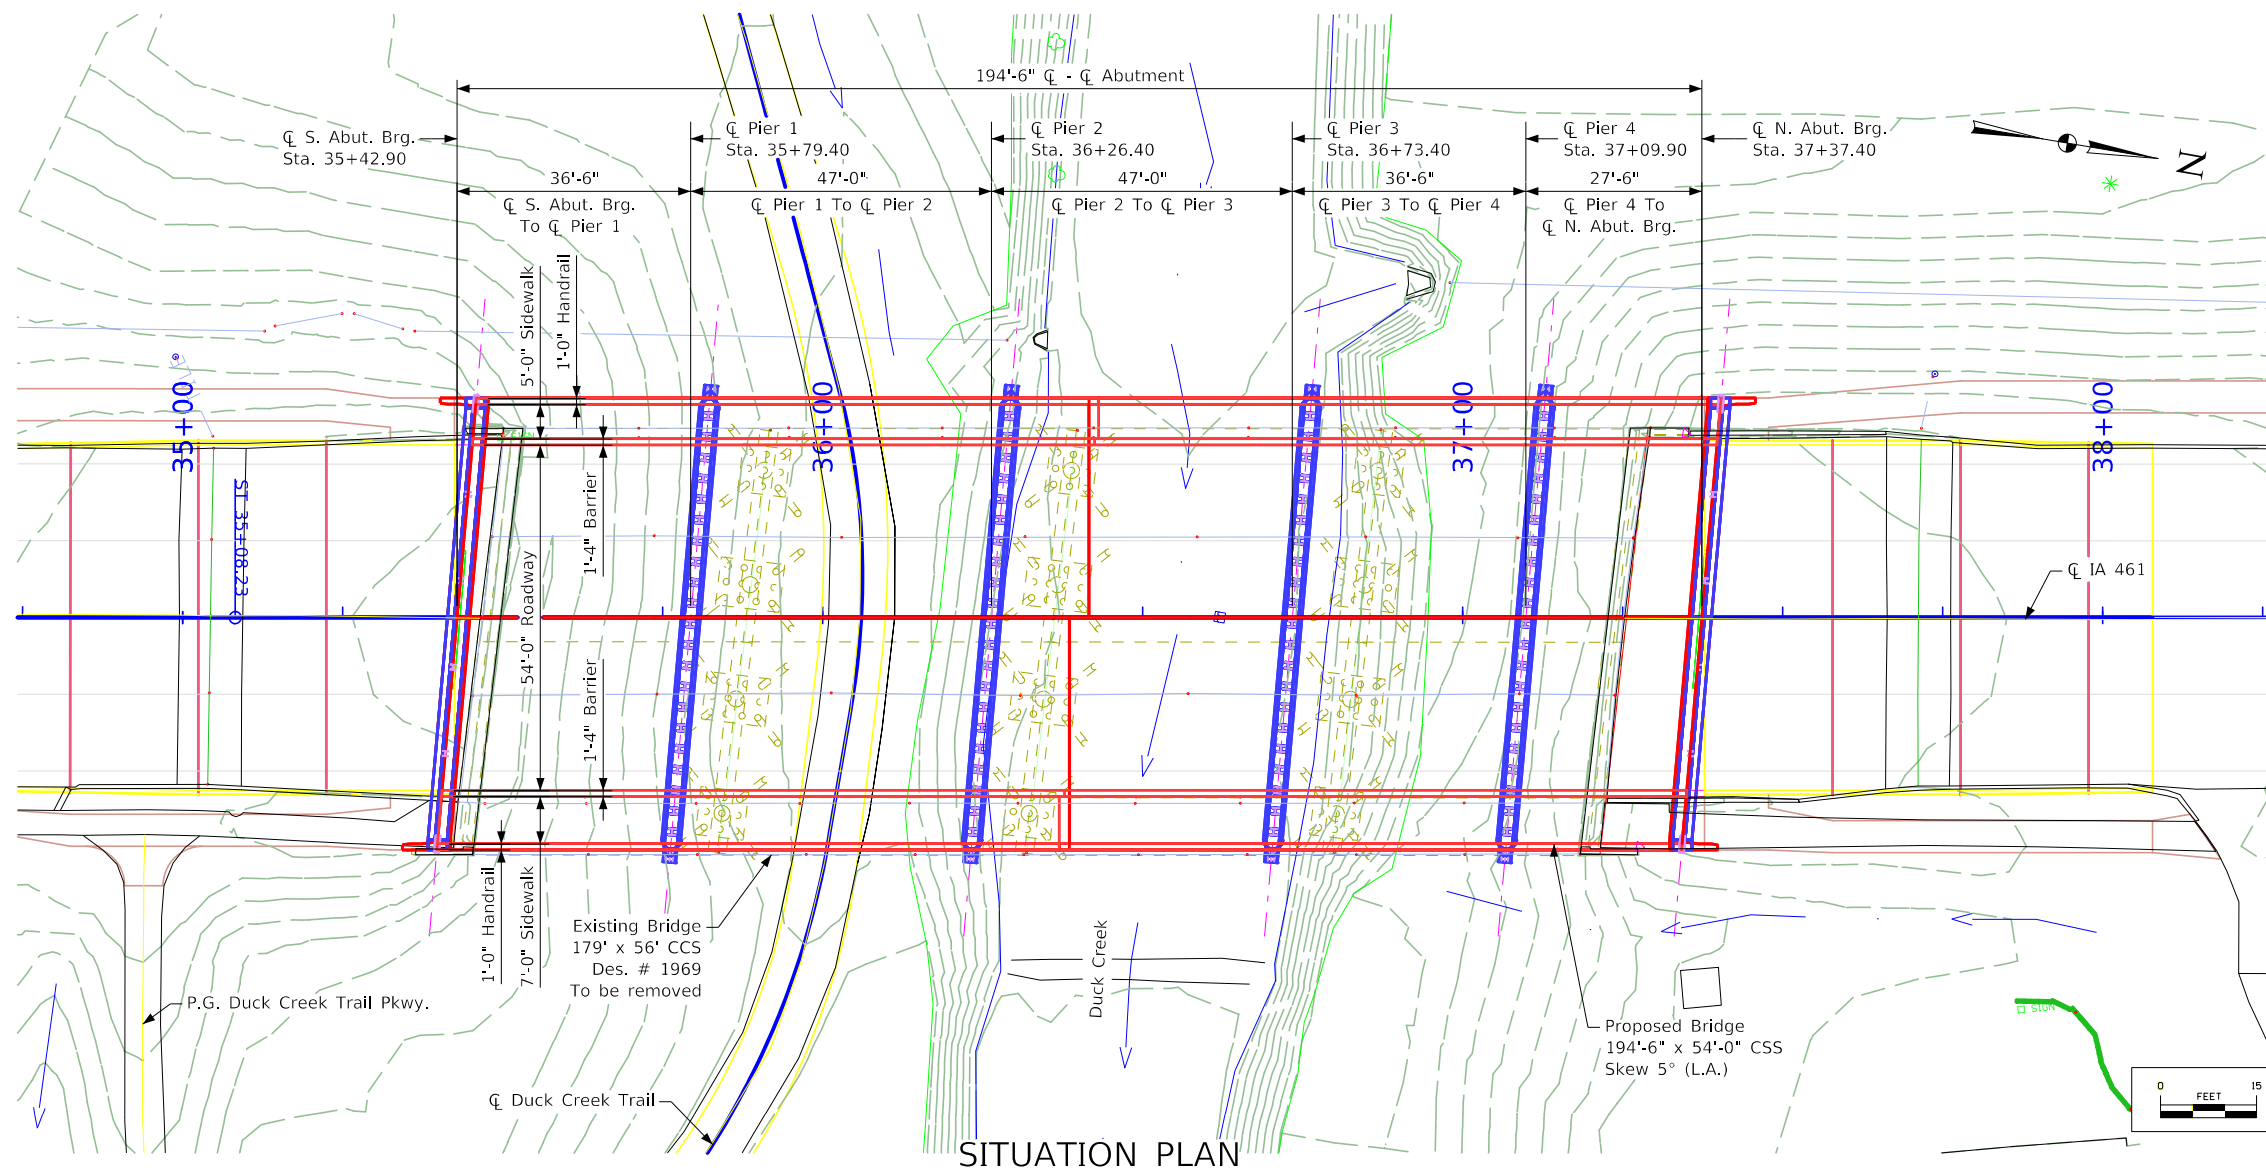 194'-6" ℄ - ℄ Abutment
℄ S. Abut. Brg.
Sta. 35+42.90
℄ Pier 1
Sta. 35+79.40
℄ Pier 2
Sta. 36+26.40
℄ Pier 3
Sta. 36+73.40
℄ Pier 4
Sta. 37+09.90
℄ N. Abut. Brg.
Sta. 37+37.40
N
36'-6"
℄ S. Abut. Brg.
To ℄ Pier 1
47'-0"
℄ Pier 1 To ℄ Pier 2
47'-0"
℄ Pier 2 To ℄ Pier 3
36'-6"
℄ Pier 3 To ℄ Pier 4
27'-6"
℄ Pier 4 To
℄ N. Abut. Brg.
5'-0" Sidewalk
1'-0" Handrail
35+00
36+00
37+00
38+00
ST 35+08.23
1'-4" Barrier
54'-0" Roadway
1'-4" Barrier
℄ IA 461
1'-0" Handrail
7'-0" Sidewalk
Existing Bridge
179' x 56' CCS
Des. # 1969
To be removed
P.G. Duck Creek Trail Pkwy.
℄ Duck Creek Trail
Duck Creek
Proposed Bridge
194'-6" x 54'-0" CSS
Skew 5° (L.A.)
0 15
FEET
SITUATION PLAN